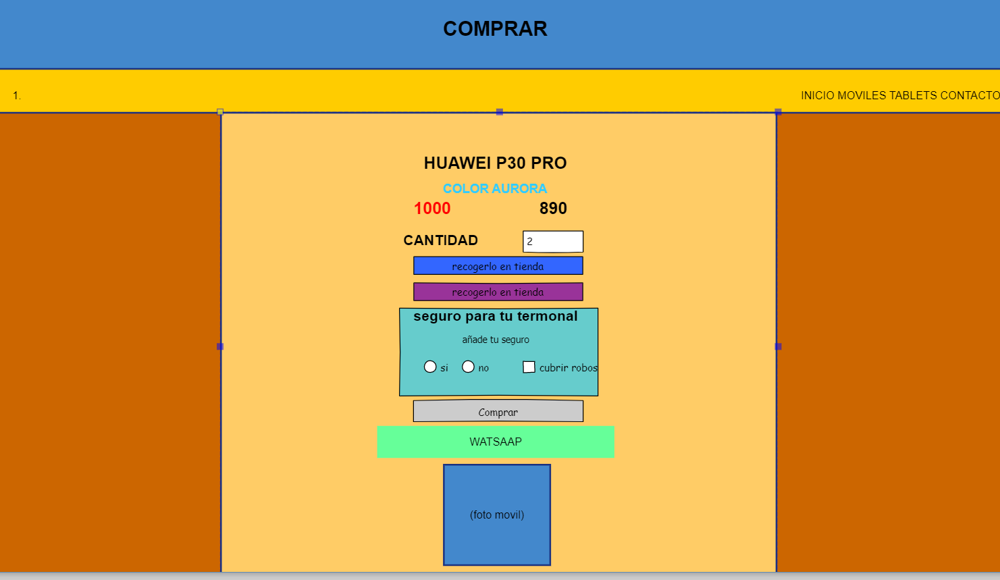 COMPRAR
1.
INICIO MOVILES TABLETS CONTACTO
HUAWEI P30 PRO
COLOR AURORA
1000 890
CANTIDAD 2
recogerlo en tienda
recogerlo en tienda
seguro para tu termonal
añade tu seguro
si no cubrir robos
Comprar
WATSAAP
(foto movil)